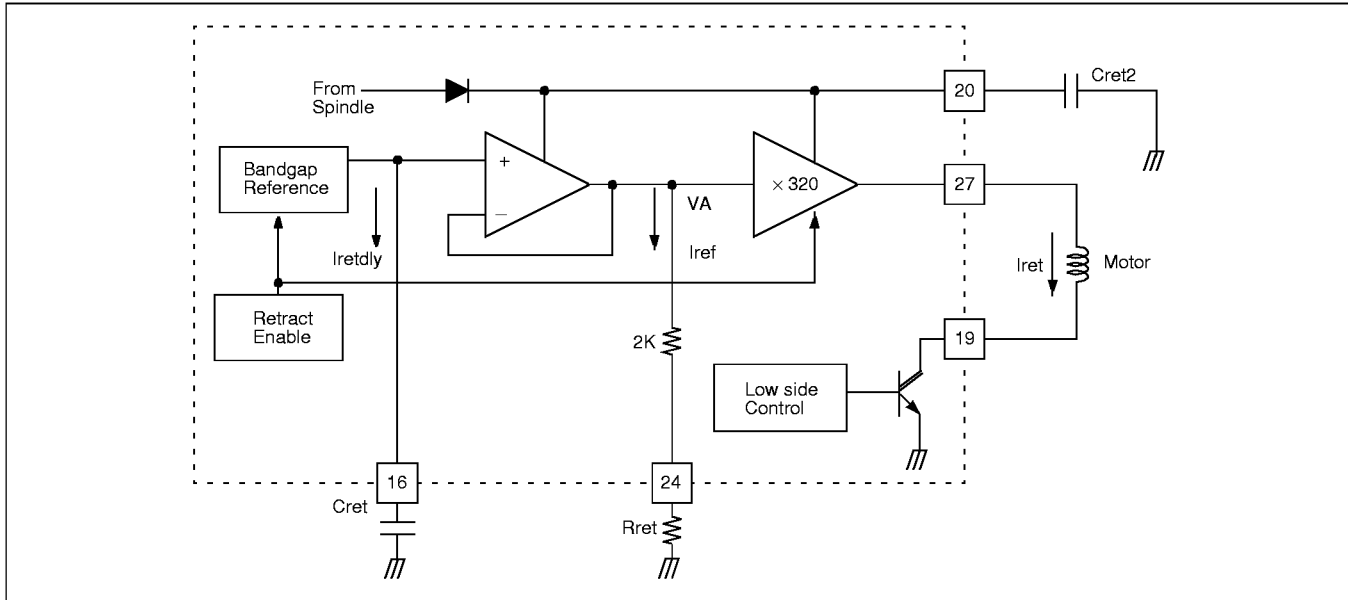 From
Spindle
20
Cret2
Bandgap
Reference
+
−
× 320
27
VA
Iretdly
Iref
Iret
Motor
Retract
Enable
2K
19
Low side
Control
16
24
Cret
Rret